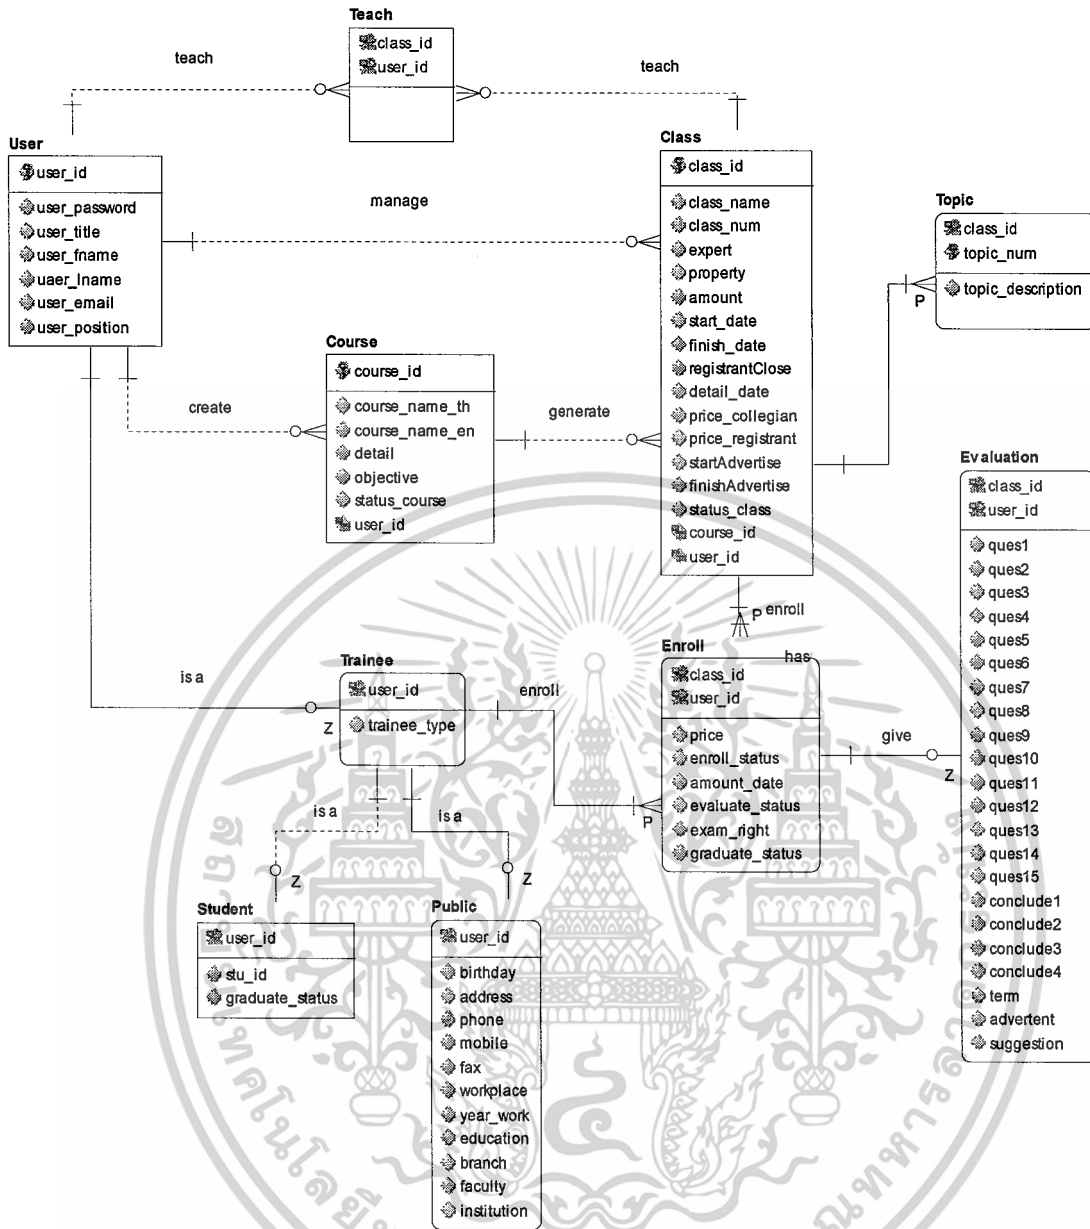 Teach
class_id
user_id
teach
teach
User
user_id
user_password
user_title
user_fname
uaer_lname
user_email
user_position
manage
Class
class_id
class_name
class_num
expert
property
amount
start_date
finish_date
registrantClose
detail_date
price_collegian
price_registrant
startAdvertise
finishAdvertise
status_class
course_id
user_id
Topic
class_id
topic_num
topic_description
P
create
Course
course_id
course_name_th
course_name_en
detail
objective
status_course
user_id
generate
Evaluation
class_id
user_id
ques1
ques2
ques3
ques4
ques5
ques6
ques7
ques8
ques9
ques10
ques11
ques12
ques13
ques14
ques15
conclude1
conclude2
conclude3
conclude4
term
advertent
suggestion
P
enroll
has
is a
Trainee
user_id
trainee_type
Z
enroll
Enroll
class_id
user_id
price
enroll_status
amount_date
evaluate_status
exam_right
graduate_status
P
give
Z
is a
is a
Z
Z
Student
user_id
stu_id
graduate_status
Public
user_id
birthday
address
phone
mobile
fax
workplace
year_work
education
branch
faculty
institution